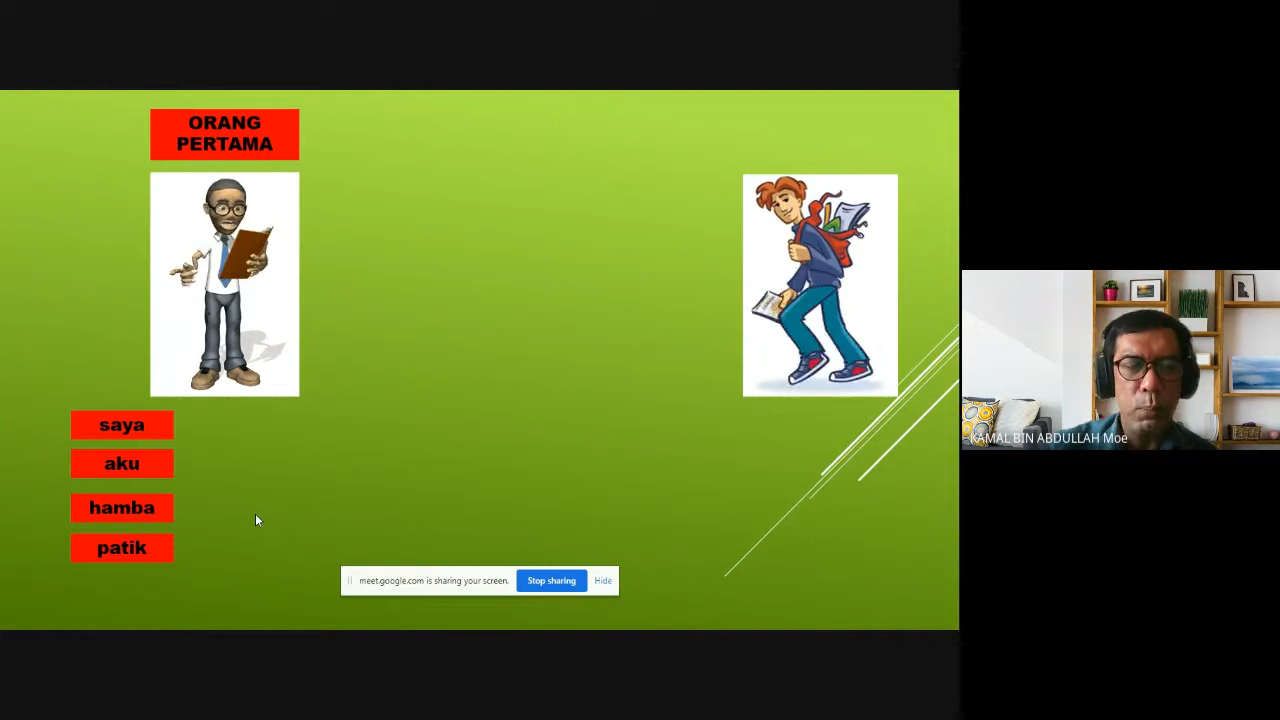 ORANG
PERTAMA
saya
aku
hamba
patik
meet.google.com is sharing your screen.
Stop sharing
Hide
KAMAL BIN ABDULLAH Moe